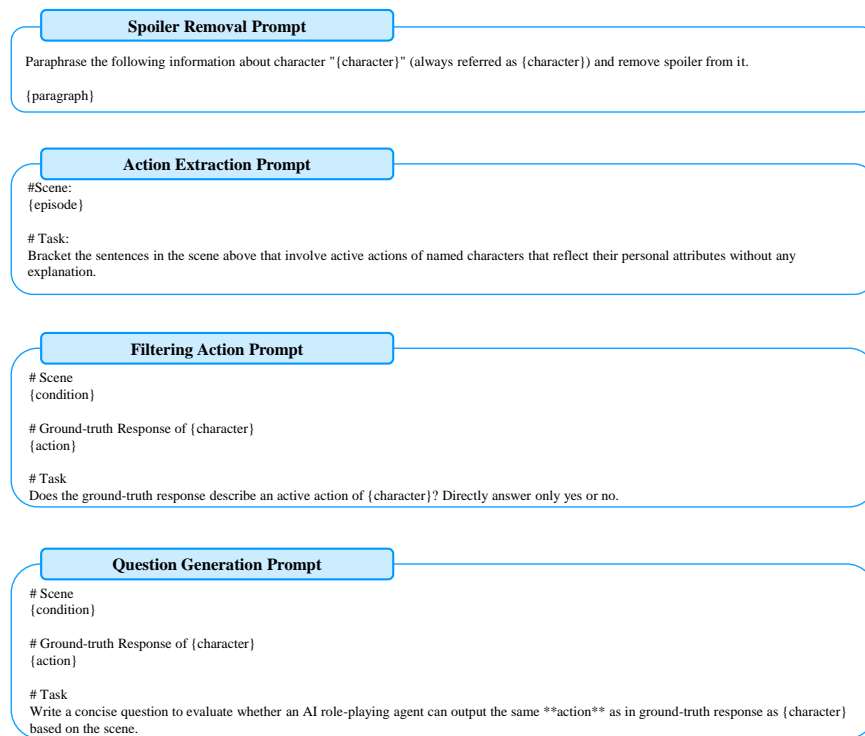 Spoiler Removal Prompt
Paraphrase the following information about character "{character}" (always referred as {character}) and remove spoiler from it.
{paragraph}
Action Extraction Prompt
#Scene:
{episode}
# Task:
Bracket the sentences in the scene above that involve active actions of named characters that reflect their personal attributes without any
explanation.
Filtering Action Prompt
# Scene
{condition}
# Ground-truth Response of {character}
{action}
# Task
Does the ground-truth response describe an active action of {character}? Directly answer only yes or no.
Question Generation Prompt
# Scene
{condition}
# Ground-truth Response of {character}
{action}
# Task
Write a concise question to evaluate whether an AI role-playing agent can output the same **action** as in ground-truth response as {character}
based on the scene.